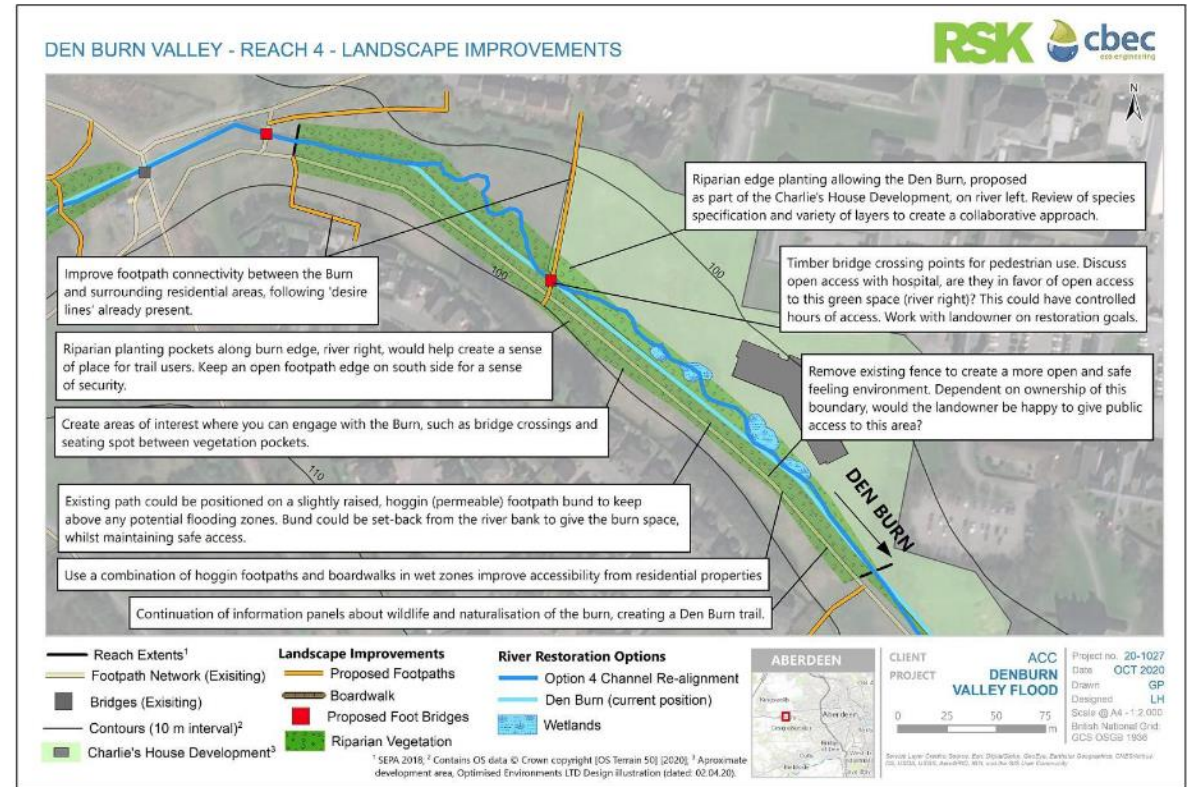 DEN BURN VALLEY - REACH 4 - LANDSCAPE IMPROVEMENTS
RSK
cbec
eco engineering
N
Riparian edge planting allowing the Den Burn, proposed
as part of the Charlie's House Development, on river left. Review of species
specification and variety of layers to create a collaborative approach.
Improve footpath connectivity between the Burn
and surrounding residential areas, following 'desire
lines' already present.
Timber bridge crossing points for pedestrian use. Discuss
open access with hospital, are they in favor of open access
to this green space (river right)? This could have controlled
hours of access. Work with landowner on restoration goals.
100
100
Riparian planting pockets along burn edge, river right, would help create a sense
of place for trail users. Keep an open footpath edge on south side for a sense
of security.
Remove existing fence to create a more open and safe
feeling environment. Dependent on ownership of this
boundary, would the landowner be happy to give public
access to this area?
Create areas of interest where you can engage with the Burn, such as bridge crossings and
seating spot between vegetation pockets.
110
DEN BURN
Existing path could be positioned on a slightly raised, hoggin (permeable) footpath bund to keep
above any potential flooding zones. Bund could be set-back from the river bank to give the burn space,
whilst maintaining safe access.
Use a combination of hoggin footpaths and boardwalks in wet zones improve accessibility from residential properties
Continuation of information panels about wildlife and naturalisation of the burn, creating a Den Burn trail.
Reach Extents¹
Footpath Network (Exisiting)
Bridges (Exisiting)
Contours (10 m interval)²
Charlie's House Development³
Landscape Improvements
Proposed Footpaths
Boardwalk
Proposed Foot Bridges
Riparian Vegetation
River Restoration Options
Option 4 Channel Re-alignment
Den Burn (current position)
Wetlands
¹ SEPA 2018, ² Contains OS data © Crown copyright [OS Terrain 50] [2020], ³ Aproximate
development area, Optimised Environments LTD Design illustration (dated: 02.04.20).
ABERDEEN
Aberdeen
CLIENT ACC
PROJECT DENBURN
VALLEY FLOOD
0 25 50 75
m
Project no. 20-1027
Date OCT 2020
Drawn GP
Designed LH
Scale @ A4 - 1:2,000
British National Grid:
GCS OSGB 1936